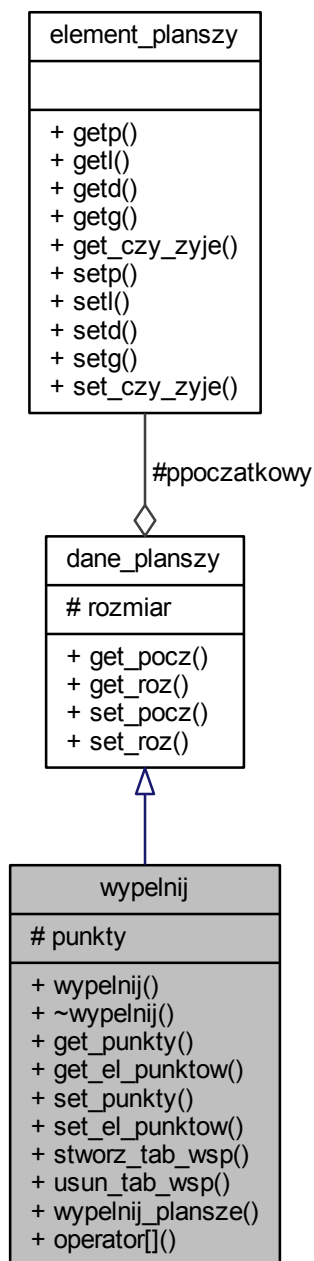 element_planszy
+ getp()
+ getl()
+ getd()
+ getg()
+ get_czy_zyje()
+ setp()
+ setl()
+ setd()
+ setg()
+ set_czy_zyje()
#ppoczatkowy
dane_planszy
# rozmiar
+ get_pocz()
+ get_roz()
+ set_pocz()
+ set_roz()
wypelnij
# punkty
+ wypelnij()
+ ~wypelnij()
+ get_punkty()
+ get_el_punktow()
+ set_punkty()
+ set_el_punktow()
+ stworz_tab_wsp()
+ usun_tab_wsp()
+ wypelnij_plansze()
+ operator[]()